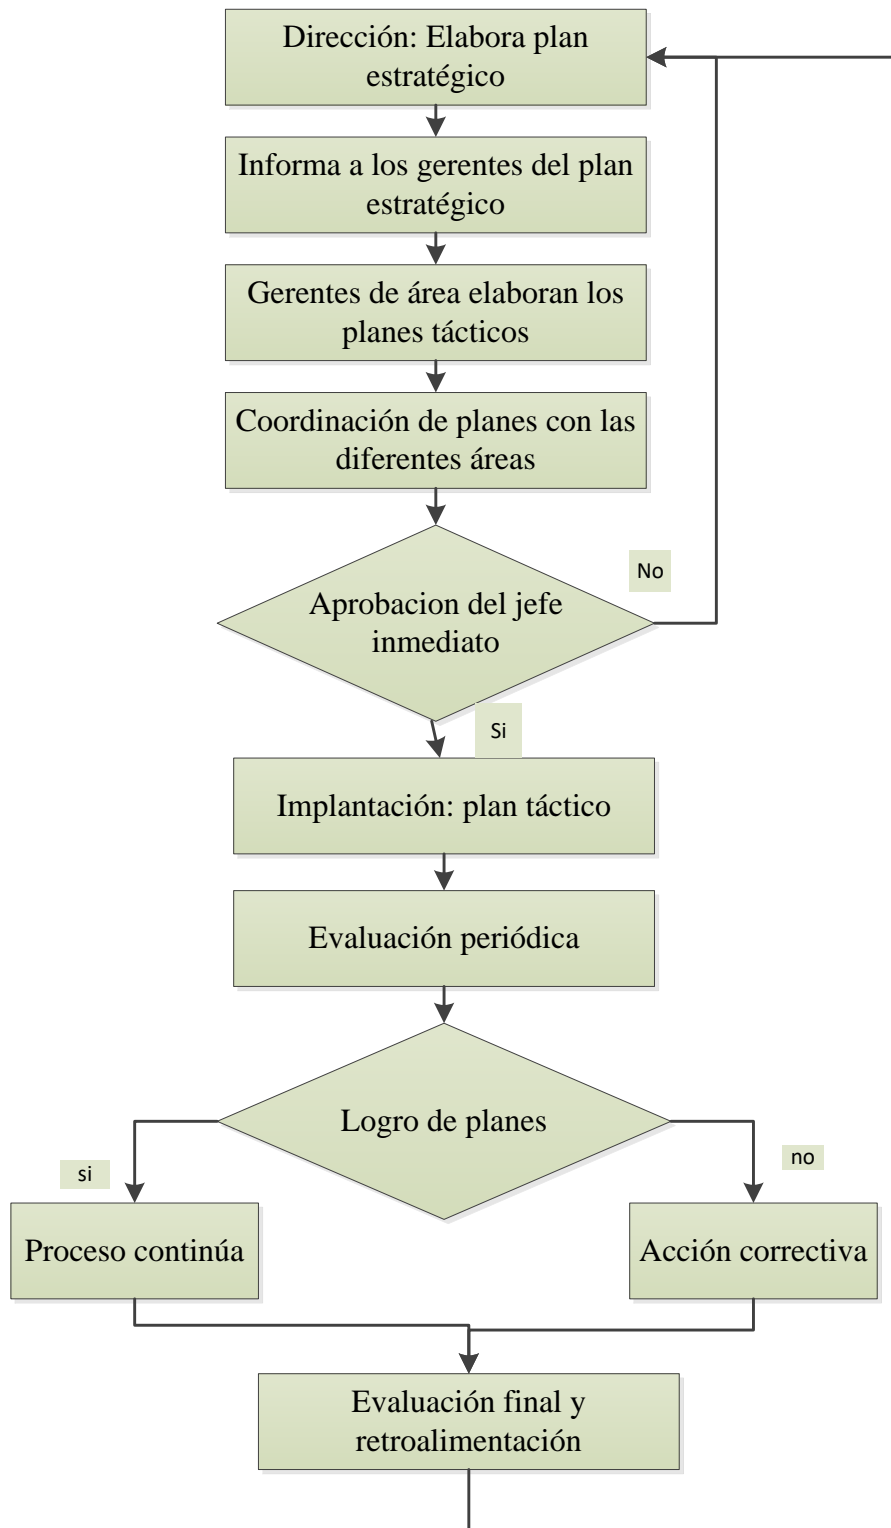 Dirección: Elabora plan
estratégico
Informa a los gerentes del plan
estratégico
Gerentes de área elaboran los
planes tácticos
Coordinación de planes con las
diferentes áreas
No
Aprobacion del jefe
inmediato
Si
Implantación: plan táctico
Evaluación periódica
Logro de planes
si
no
Proceso continúa
Acción correctiva
Evaluación final y
retroalimentación